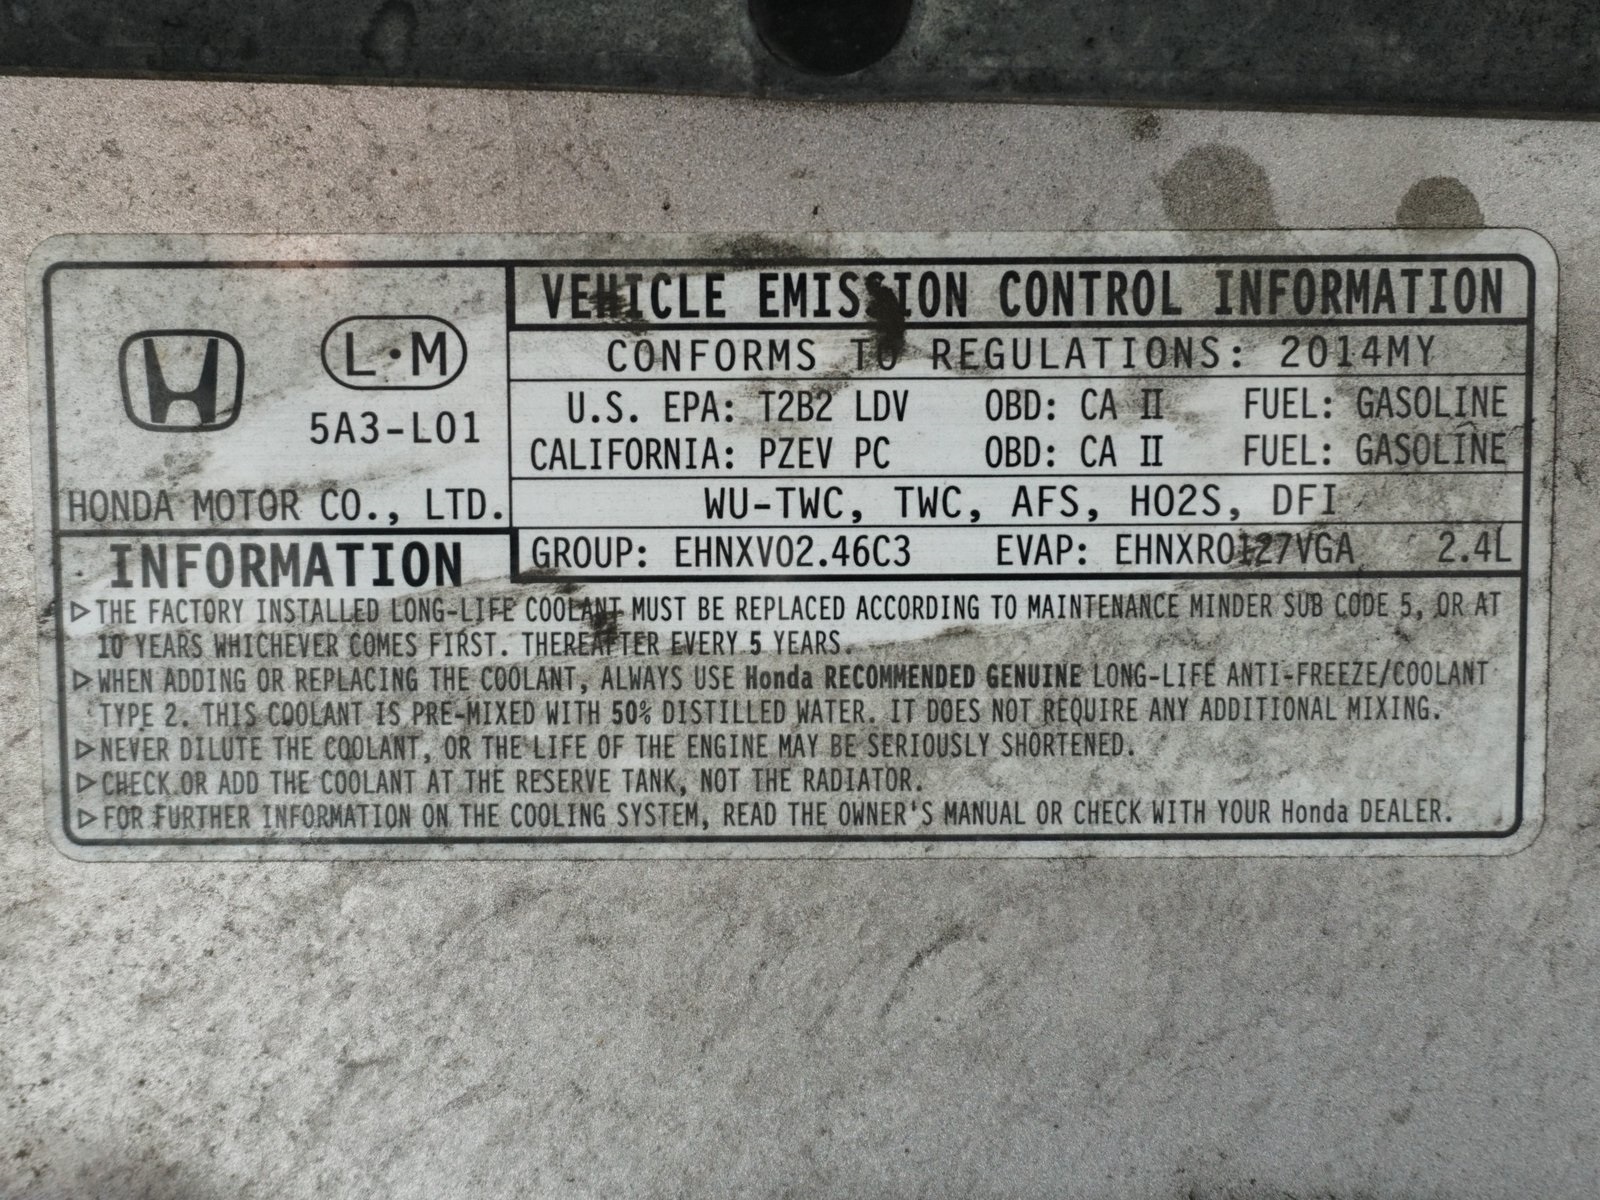 L·M
5A3-L01
HONDA MOTOR CO., LTD.
VEHICLE EMISSION CONTROL INFORMATION
CONFORMS TO REGULATIONS: 2014MY
U.S. EPA: T2B2 LDV OBD: CA II FUEL: GASOLINE
CALIFORNIA: PZEV PC OBD: CA II FUEL: GASOLINE
WU-TWC, TWC, AFS, HO2S, DFI
GROUP: EHNXV02.46C3 EVAP: EHNXR0127VGA 2.4L
INFORMATION
▷THE FACTORY INSTALLED LONG-LIFE COOLANT MUST BE REPLACED ACCORDING TO MAINTENANCE MINDER SUB CODE 5, OR AT
10 YEARS WHICHEVER COMES FIRST. THEREAFTER EVERY 5 YEARS.
▷WHEN ADDING OR REPLACING THE COOLANT, ALWAYS USE Honda RECOMMENDED GENUINE LONG-LIFE ANTI-FREEZE/COOLANT
TYPE 2. THIS COOLANT IS PRE-MIXED WITH 50% DISTILLED WATER. IT DOES NOT REQUIRE ANY ADDITIONAL MIXING.
▷NEVER DILUTE THE COOLANT, OR THE LIFE OF THE ENGINE MAY BE SERIOUSLY SHORTENED.
▷CHECK OR ADD THE COOLANT AT THE RESERVE TANK, NOT THE RADIATOR.
▷FOR FURTHER INFORMATION ON THE COOLING SYSTEM, READ THE OWNER'S MANUAL OR CHECK WITH YOUR Honda DEALER.